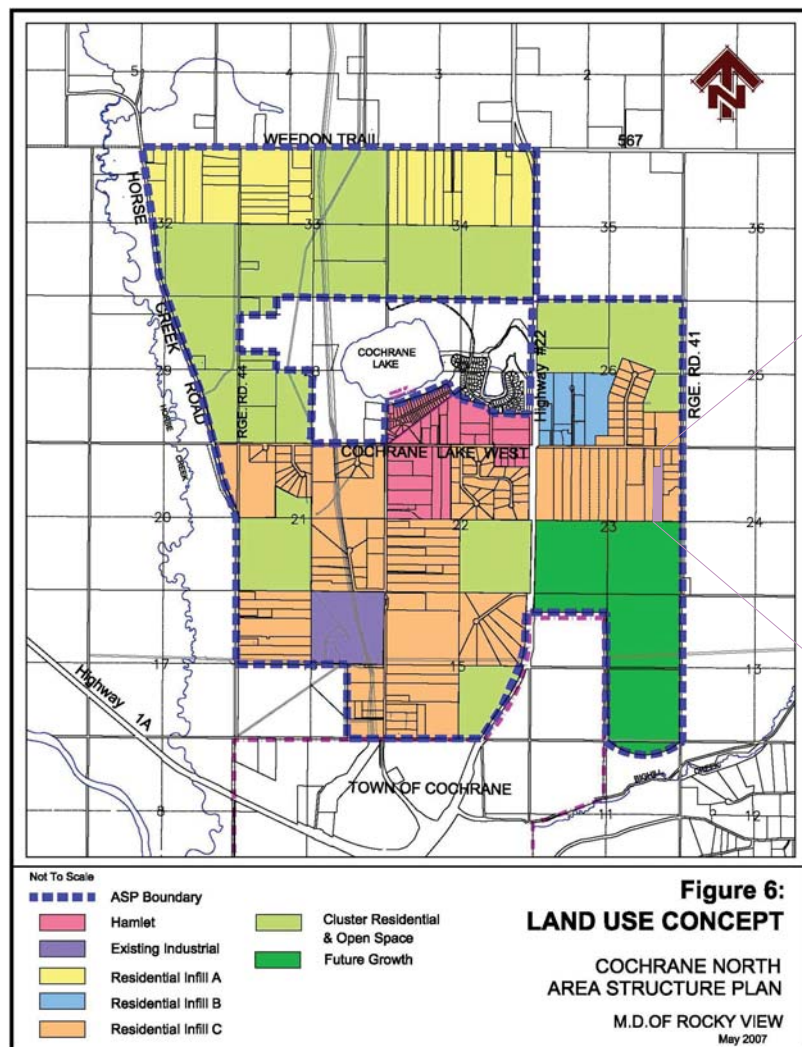 N
5
4
3
2
WEEDON TRAIL
567
HORSE
32
33
34
35
36
CREEK
COCHRANE
LAKE
Highway #22
29
26
25
RGE. RD. 44
RGE. RD. 41
ROAD
HORSE
CREEK
COCHRANE LAKE WEST
20
21
22
23
24
17
15
13
Highway 1A
TOWN OF COCHRANE
BIGHILL CREEK
8
11
12
Not To Scale
ASP Boundary
Hamlet
Existing Industrial
Residential Infill A
Residential Infill B
Residential Infill C
Cluster Residential
& Open Space
Future Growth
Figure 6:
LAND USE CONCEPT
COCHRANE NORTH
AREA STRUCTURE PLAN
M.D.OF ROCKY VIEW
May 2007